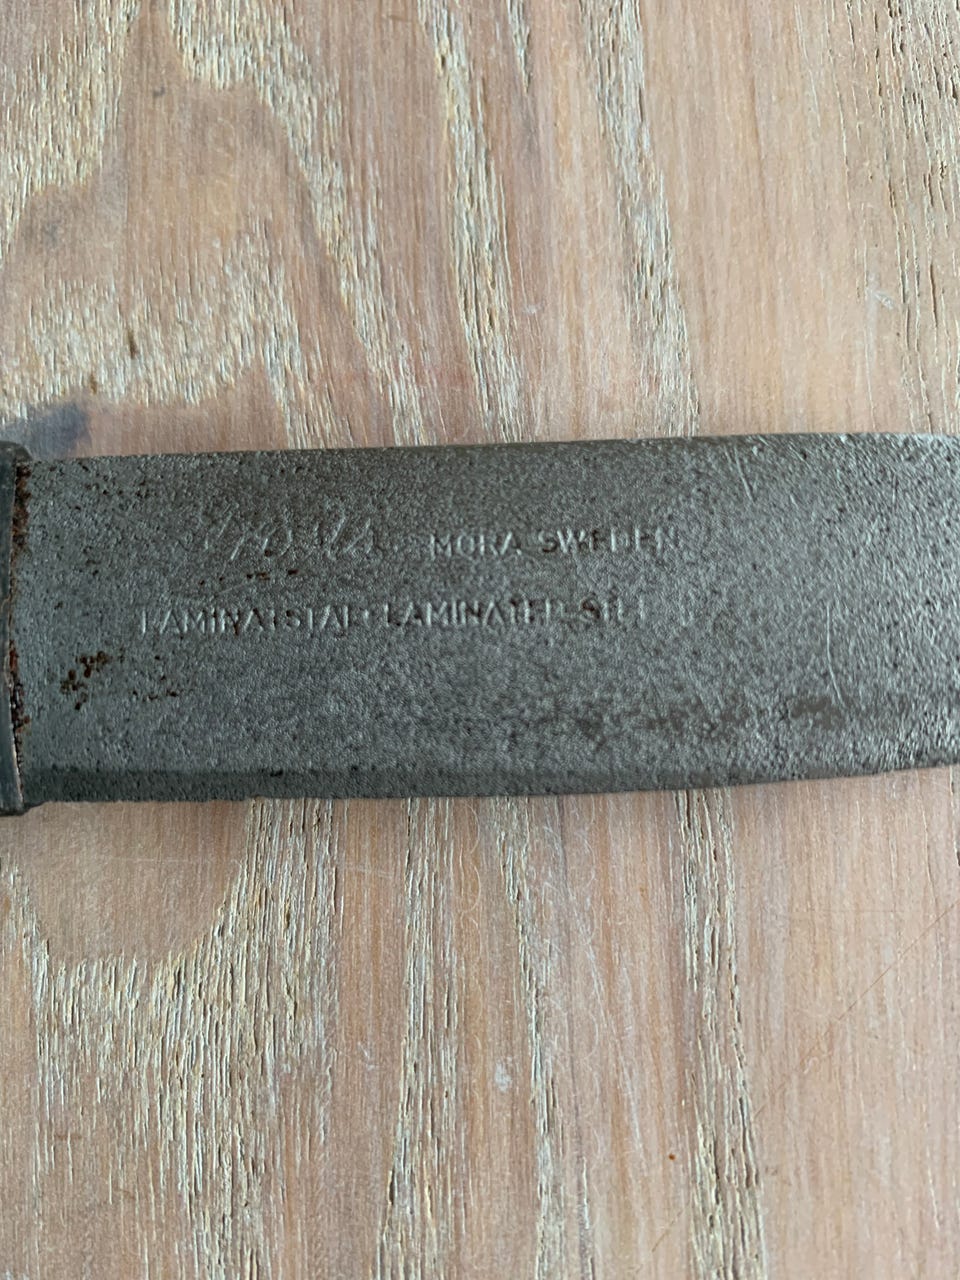 MORA SWEDEN
LAMINATSTÅL · LAMINATED STEEL